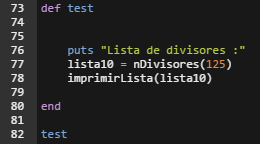 73 def test
74
75
76 puts "Lista de divisores :"
77 lista10 = nDivisores(125)
78 imprimirLista(lista10)
79
80 end
81
82 test